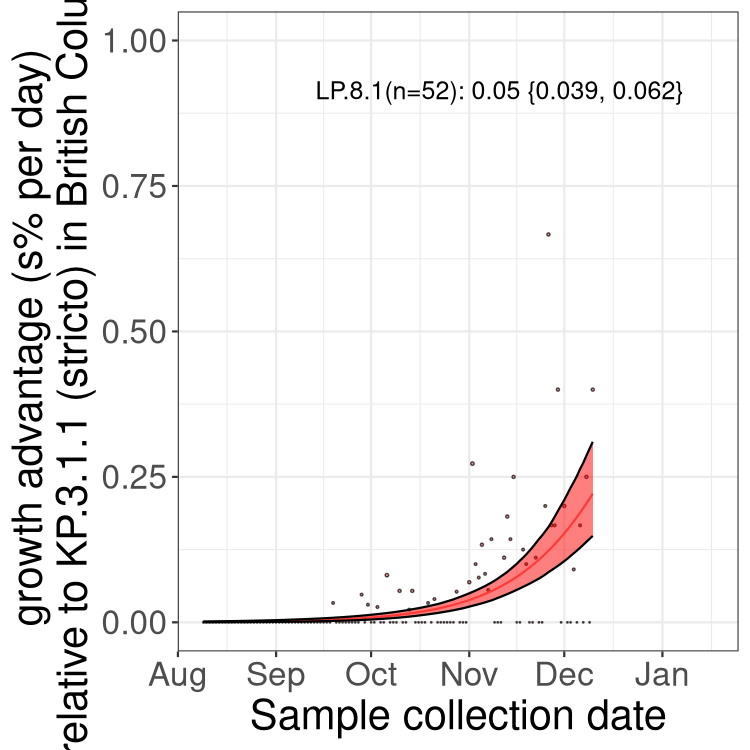 growth advantage (s% per day)
relative to KP.3.1.1 (stricto) in British Colu
1.00
0.75
0.50
0.25
0.00
LP.8.1(n=52): 0.05 {0.039, 0.062}
Aug Sep Oct Nov Dec Jan
Sample collection date